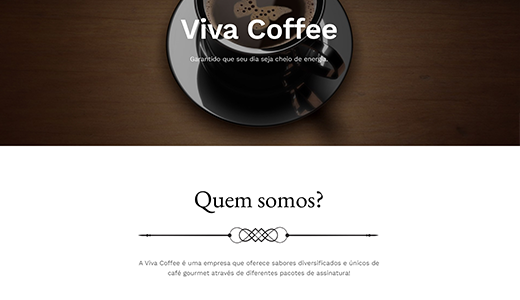 Viva Coffee
Garantido que seu dia seja cheio de energia.
Quem somos?
A Viva Coffee é uma empresa que oferece sabores diversificados e únicos de
café gourmet através de diferentes pacotes de assinatura!